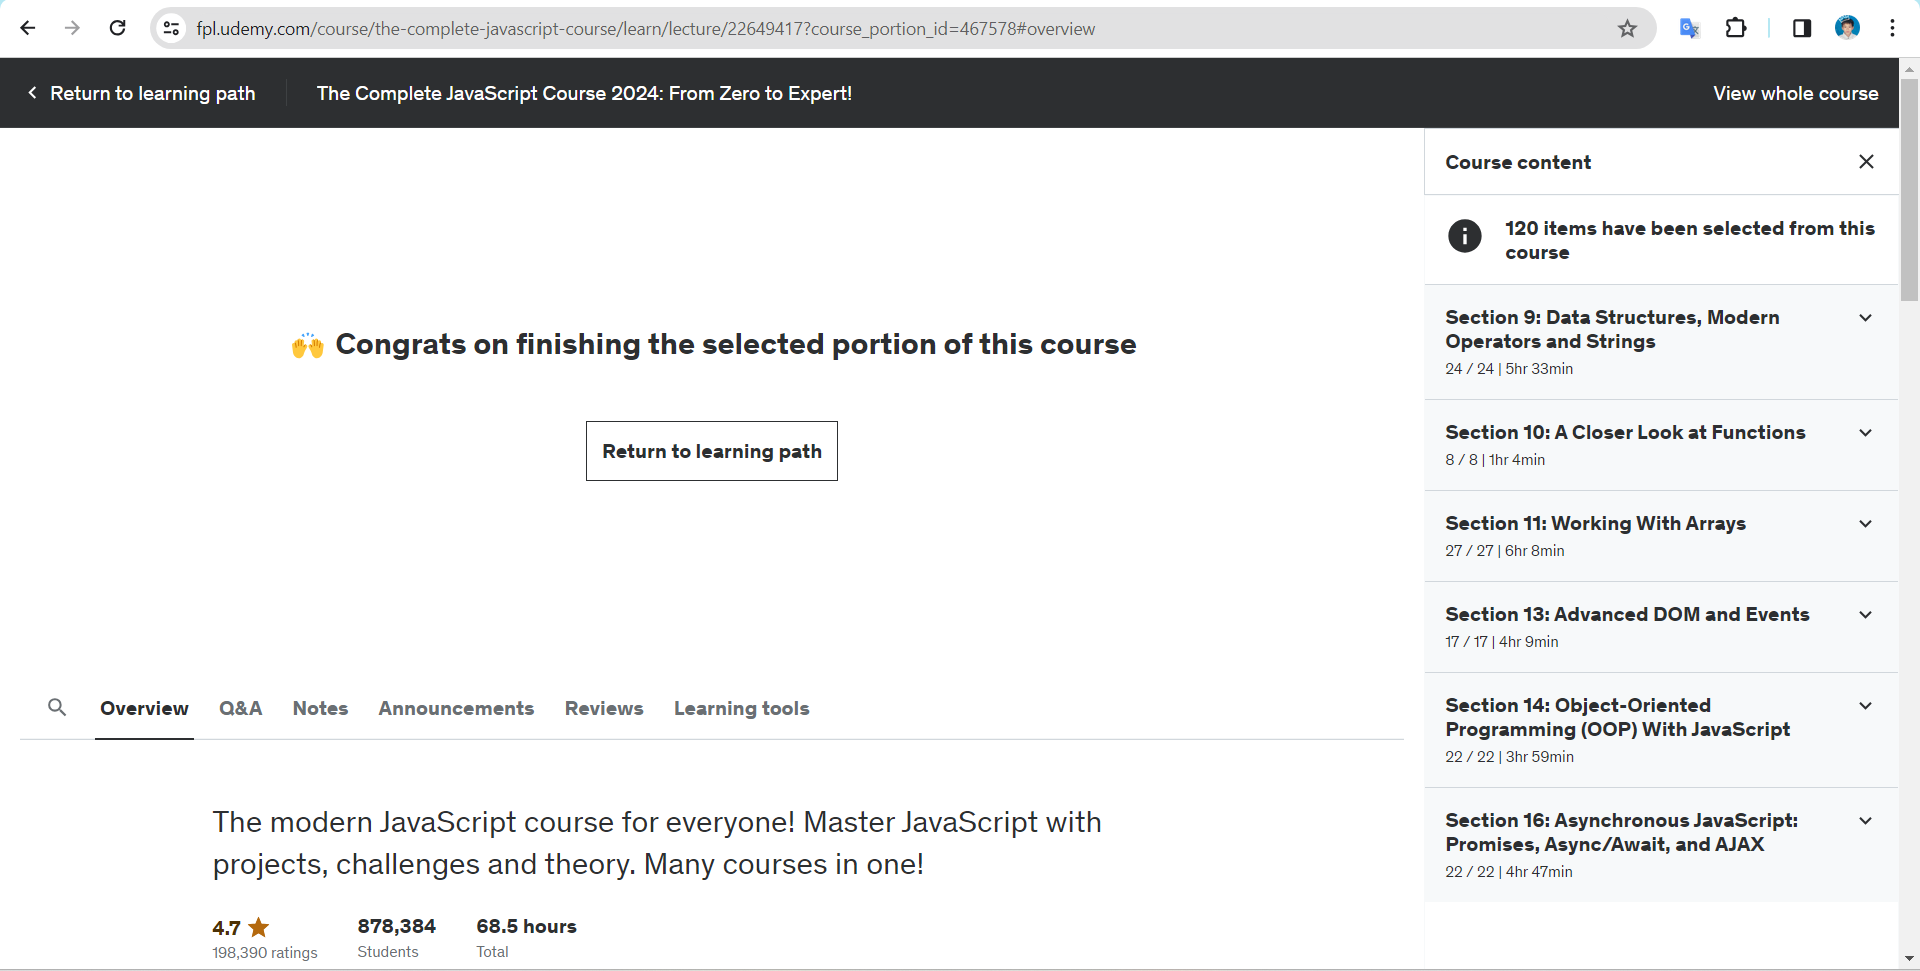 fpl.udemy.com/course/the-complete-javascript-course/learn/lecture/22649417?course_portion_id=467578#overview
Return to learning path
The Complete JavaScript Course 2024: From Zero to Expert!
View whole course
🙌 Congrats on finishing the selected portion of this course
Return to learning path
Overview
Q&A
Notes
Announcements
Reviews
Learning tools
The modern JavaScript course for everyone! Master JavaScript with
projects, challenges and theory. Many courses in one!
4.7
198,390 ratings
878,384
Students
68.5 hours
Total
Course content
120 items have been selected from this
course
Section 9: Data Structures, Modern
Operators and Strings
24 / 24 | 5hr 33min
Section 10: A Closer Look at Functions
8 / 8 | 1hr 4min
Section 11: Working With Arrays
27 / 27 | 6hr 8min
Section 13: Advanced DOM and Events
17 / 17 | 4hr 9min
Section 14: Object-Oriented
Programming (OOP) With JavaScript
22 / 22 | 3hr 59min
Section 16: Asynchronous JavaScript:
Promises, Async/Await, and AJAX
22 / 22 | 4hr 47min